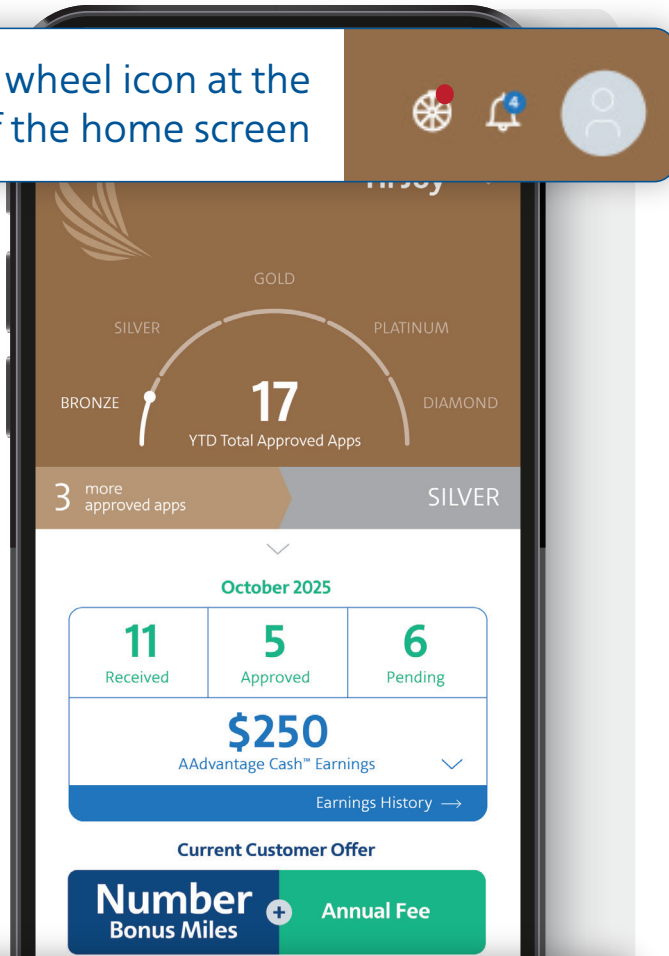 wheel icon at the
the home screen
4
GOLD
SILVER
PLATINUM
BRONZE
17
DIAMOND
YTD Total Approved Apps
3 more
approved apps
SILVER
October 2025
11
5
6
Received
Approved
Pending
$250
AAdvantage Cash™ Earnings
Earnings History →
Current Customer Offer
Number
Bonus Miles
+
Annual Fee